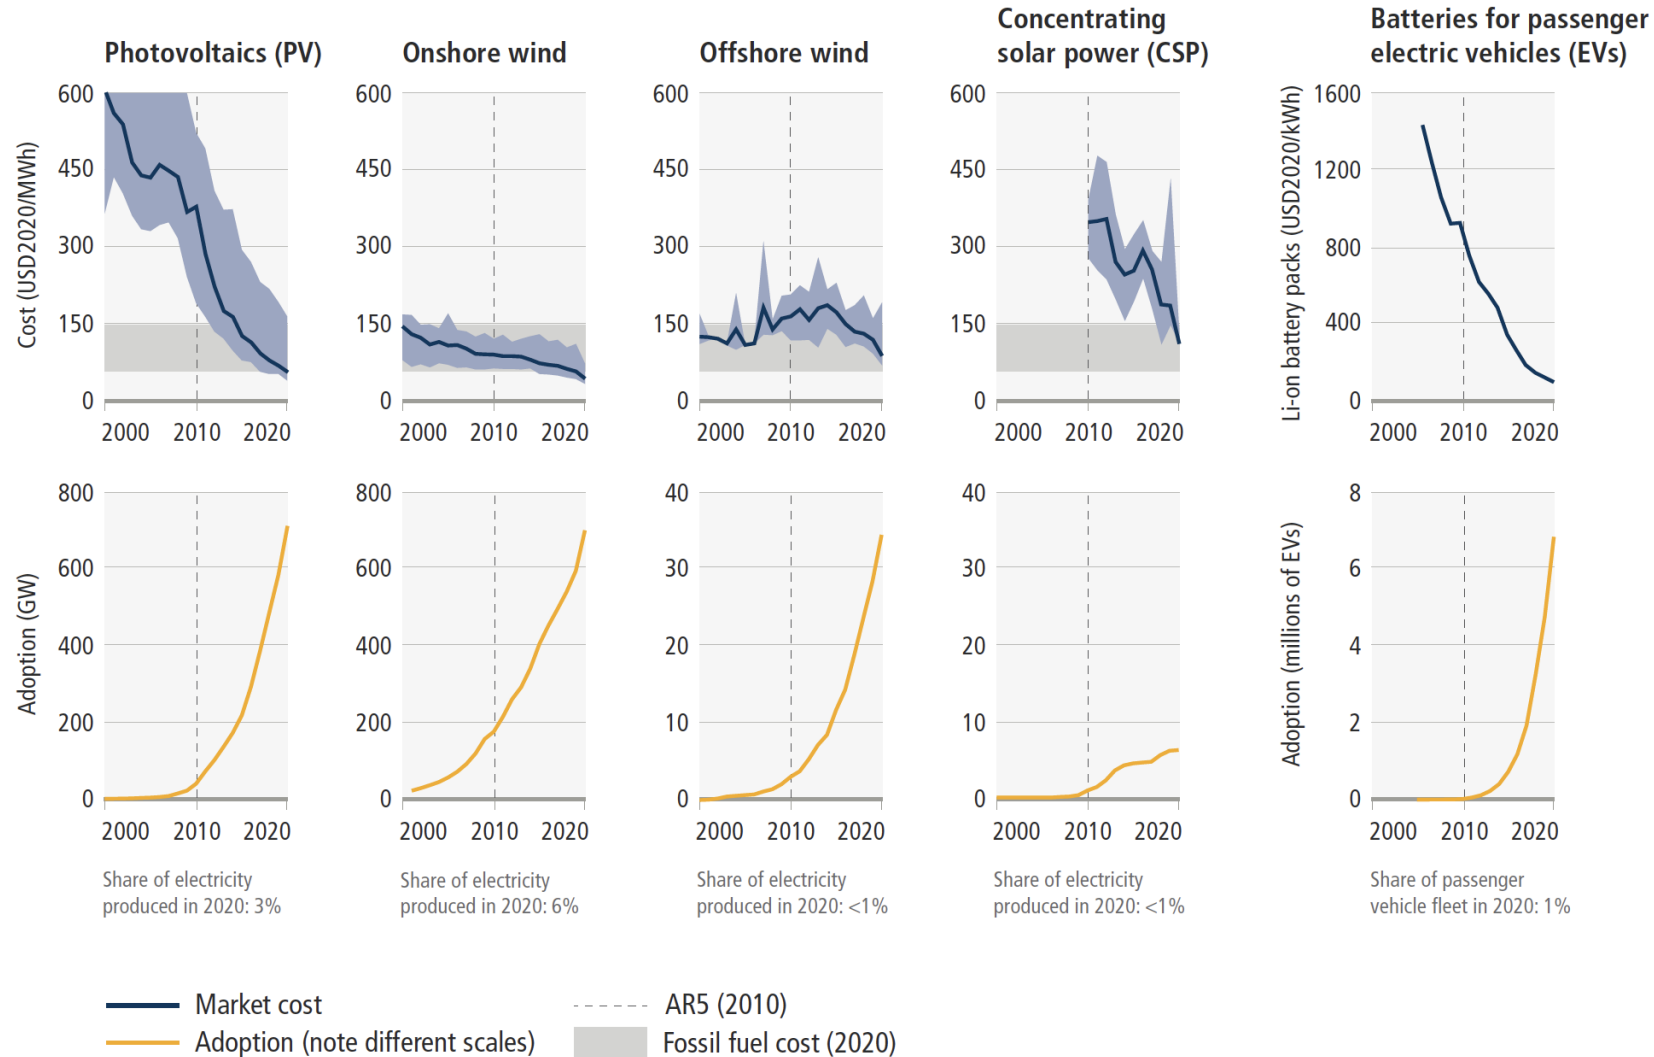 Photovoltaics (PV)
Onshore wind
Offshore wind
Concentrating
solar power (CSP)
Batteries for passenger
electric vehicles (EVs)
Cost (USD2020/MWh)
600
450
300
150
0
2000 2010 2020
600
450
300
150
0
2000 2010 2020
600
450
300
150
0
2000 2010 2020
600
450
300
150
0
2000 2010 2020
Li-on battery packs (USD2020/kWh)
1600
1200
800
400
0
2000 2010 2020
Adoption (GW)
800
600
400
200
0
2000 2010 2020
800
600
400
200
0
2000 2010 2020
40
30
20
10
0
2000 2010 2020
40
30
20
10
0
2000 2010 2020
Adoption (millions of EVs)
8
6
4
2
0
2000 2010 2020
Share of electricity
produced in 2020: 3%
Share of electricity
produced in 2020: 6%
Share of electricity
produced in 2020: <1%
Share of electricity
produced in 2020: <1%
Share of passenger
vehicle fleet in 2020: 1%
Market cost
Adoption (note different scales)
AR5 (2010)
Fossil fuel cost (2020)